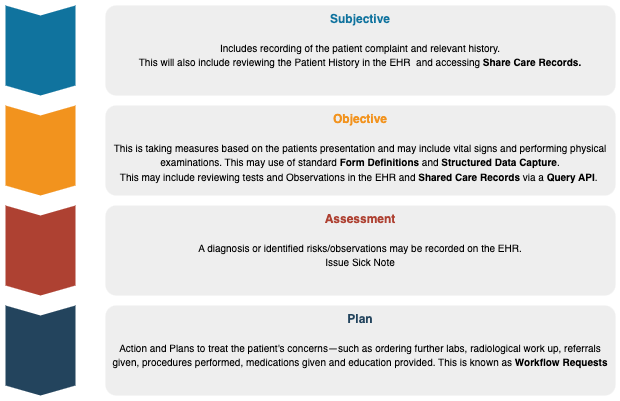 Subjective
Includes recording of the patient complaint and relevant history.
This will also include reviewing the Patient History in the EHR and accessing Share Care Records.
Objective
This is taking measures based on the patients presentation and may include vital signs and performing physical
examinations. This may use of standard Form Definitions and Structured Data Capture.
This may include reviewing tests and Observations in the EHR and Shared Care Records via a Query API.
Assessment
A diagnosis or identified risks/observations may be recorded on the EHR.
Issue Sick Note
Plan
Action and Plans to treat the patient's concerns—such as ordering further labs, radiological work up, referrals
given, procedures performed, medications given and education provided. This is known as Workflow Requests